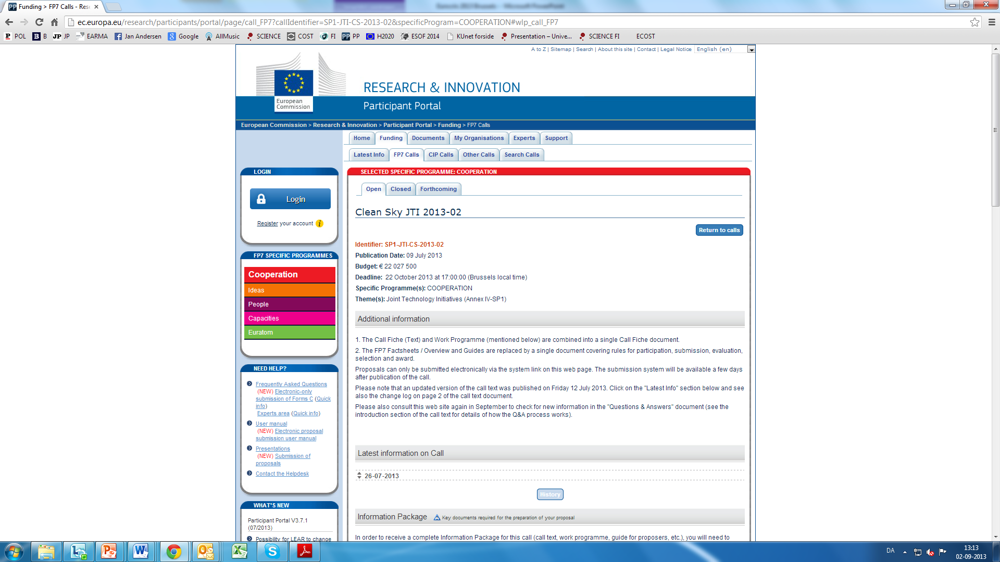 Funding > FP7 Calls - Res
ec.europa.eu/research/participants/portal/page/call_FP7?callIdentifier=SP1-JTI-CS-2013-02&specificProgram=COOPERATION#wlp_call_FP7
POL B JP EARMA Jan Andersen Google AllMusic SCIENCE COST FI PP H2020 ESOF 2014 KUnet forside Presentation – Unive... SCIENCE FI ECOST
A to Z | Sitemap | Search | About this site | Contact | Legal Notice English (en)
European
Commission
RESEARCH & INNOVATION
Participant Portal
European Commission > Research & Innovation > Participant Portal > Funding > FP7 Calls
Home Funding Documents My Organisations Experts Support
Latest Info FP7 Calls CIP Calls Other Calls Search Calls
LOGIN
Login
Register your account
FP7 SPECIFIC PROGRAMMES
Cooperation
Ideas
People
Capacities
Euratom
NEED HELP?
Frequently Asked Questions
(NEW) Electronic-only
submission of Forms C (Quick
info)
Experts area (Quick info)
User manual
(NEW) Electronic proposal
submission user manual
Presentations
(NEW) Submission of
proposals
Contact the Helpdesk
WHAT'S NEW
Participant Portal V3.7.1
(07/2013)
Possibility for LEAR to change
SELECTED SPECIFIC PROGRAMME: COOPERATION
Open Closed Forthcoming
Clean Sky JTI 2013-02
Return to calls
Identifier: SP1-JTI-CS-2013-02
Publication Date: 09 July 2013
Budget: € 22 027 500
Deadline: 22 October 2013 at 17:00:00 (Brussels local time)
Specific Programme(s): COOPERATION
Theme(s): Joint Technology Initiatives (Annex IV-SP1)
Additional information
1. The Call Fiche (Text) and Work Programme (mentioned below) are combined into a single Call Fiche document.
2. The FP7 Factsheets / Overview and Guides are replaced by a single document covering rules for participation, submission, evaluation,
selection and award.
Proposals can only be submitted electronically via the system link on this web page. The submission system will be available a few days
after publication of the call.
Please note that an updated version of the call text was published on Friday 12 July 2013. Click on the "Latest Info" section below and see
also the change log on page 2 of the call text document.
Please also consult this web site again in September to check for new information in the "Questions & Answers" document (see the
introduction section of the call text for details of how the Q&A process works).
Latest information on Call
26-07-2013
History
Information Package Key documents required for the preparation of your proposal
In order to receive a complete Information Package for this call (call text, work programme, guide for proposers, etc.), you will need to
DA
13:13
02-09-2013